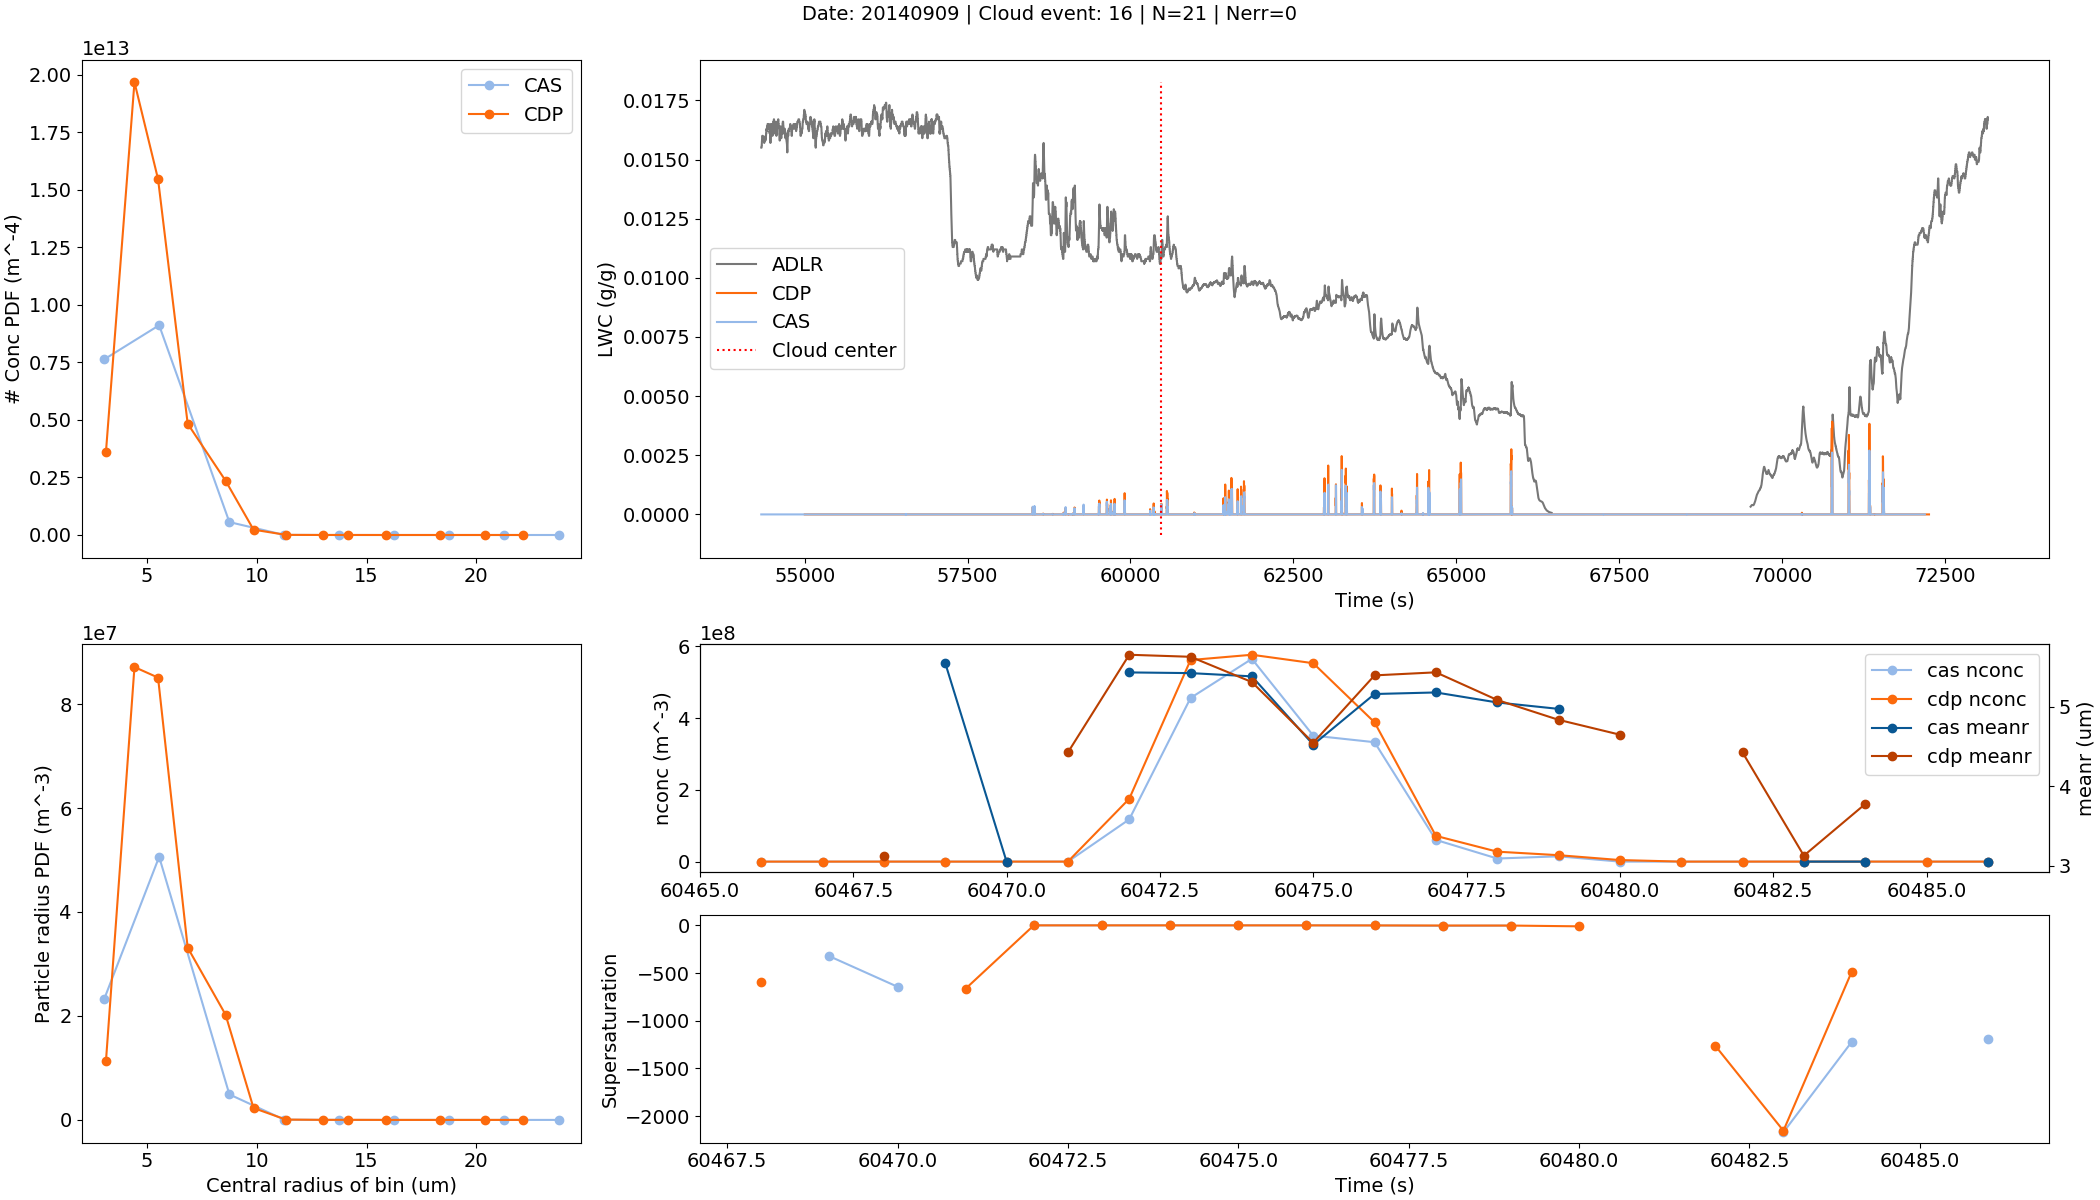 Date: 20140909 | Cloud event: 16 | N=21 | Nerr=0
1e13
2.00
1.75
1.50
1.25
1.00
0.75
0.50
0.25
0.00
# Conc PDF (m^-4)
CAS
CDP
5
10
15
20
0.0175
0.0150
0.0125
0.0100
0.0075
0.0050
0.0025
0.0000
LWC (g/g)
ADLR
CDP
CAS
Cloud center
55000
57500
60000
62500
65000
67500
70000
72500
Time (s)
1e7
8
6
4
2
0
Particle radius PDF (m^-3)
5
10
15
20
Central radius of bin (um)
1e8
6
4
2
0
nconc (m^-3)
cas nconc
cdp nconc
cas meanr
cdp meanr
5
4
3
meanr (um)
60465.0
60467.5
60470.0
60472.5
60475.0
60477.5
60480.0
60482.5
60485.0
0
−500
−1000
−1500
−2000
Supersaturation
60467.5
60470.0
60472.5
60475.0
60477.5
60480.0
60482.5
60485.0
Time (s)